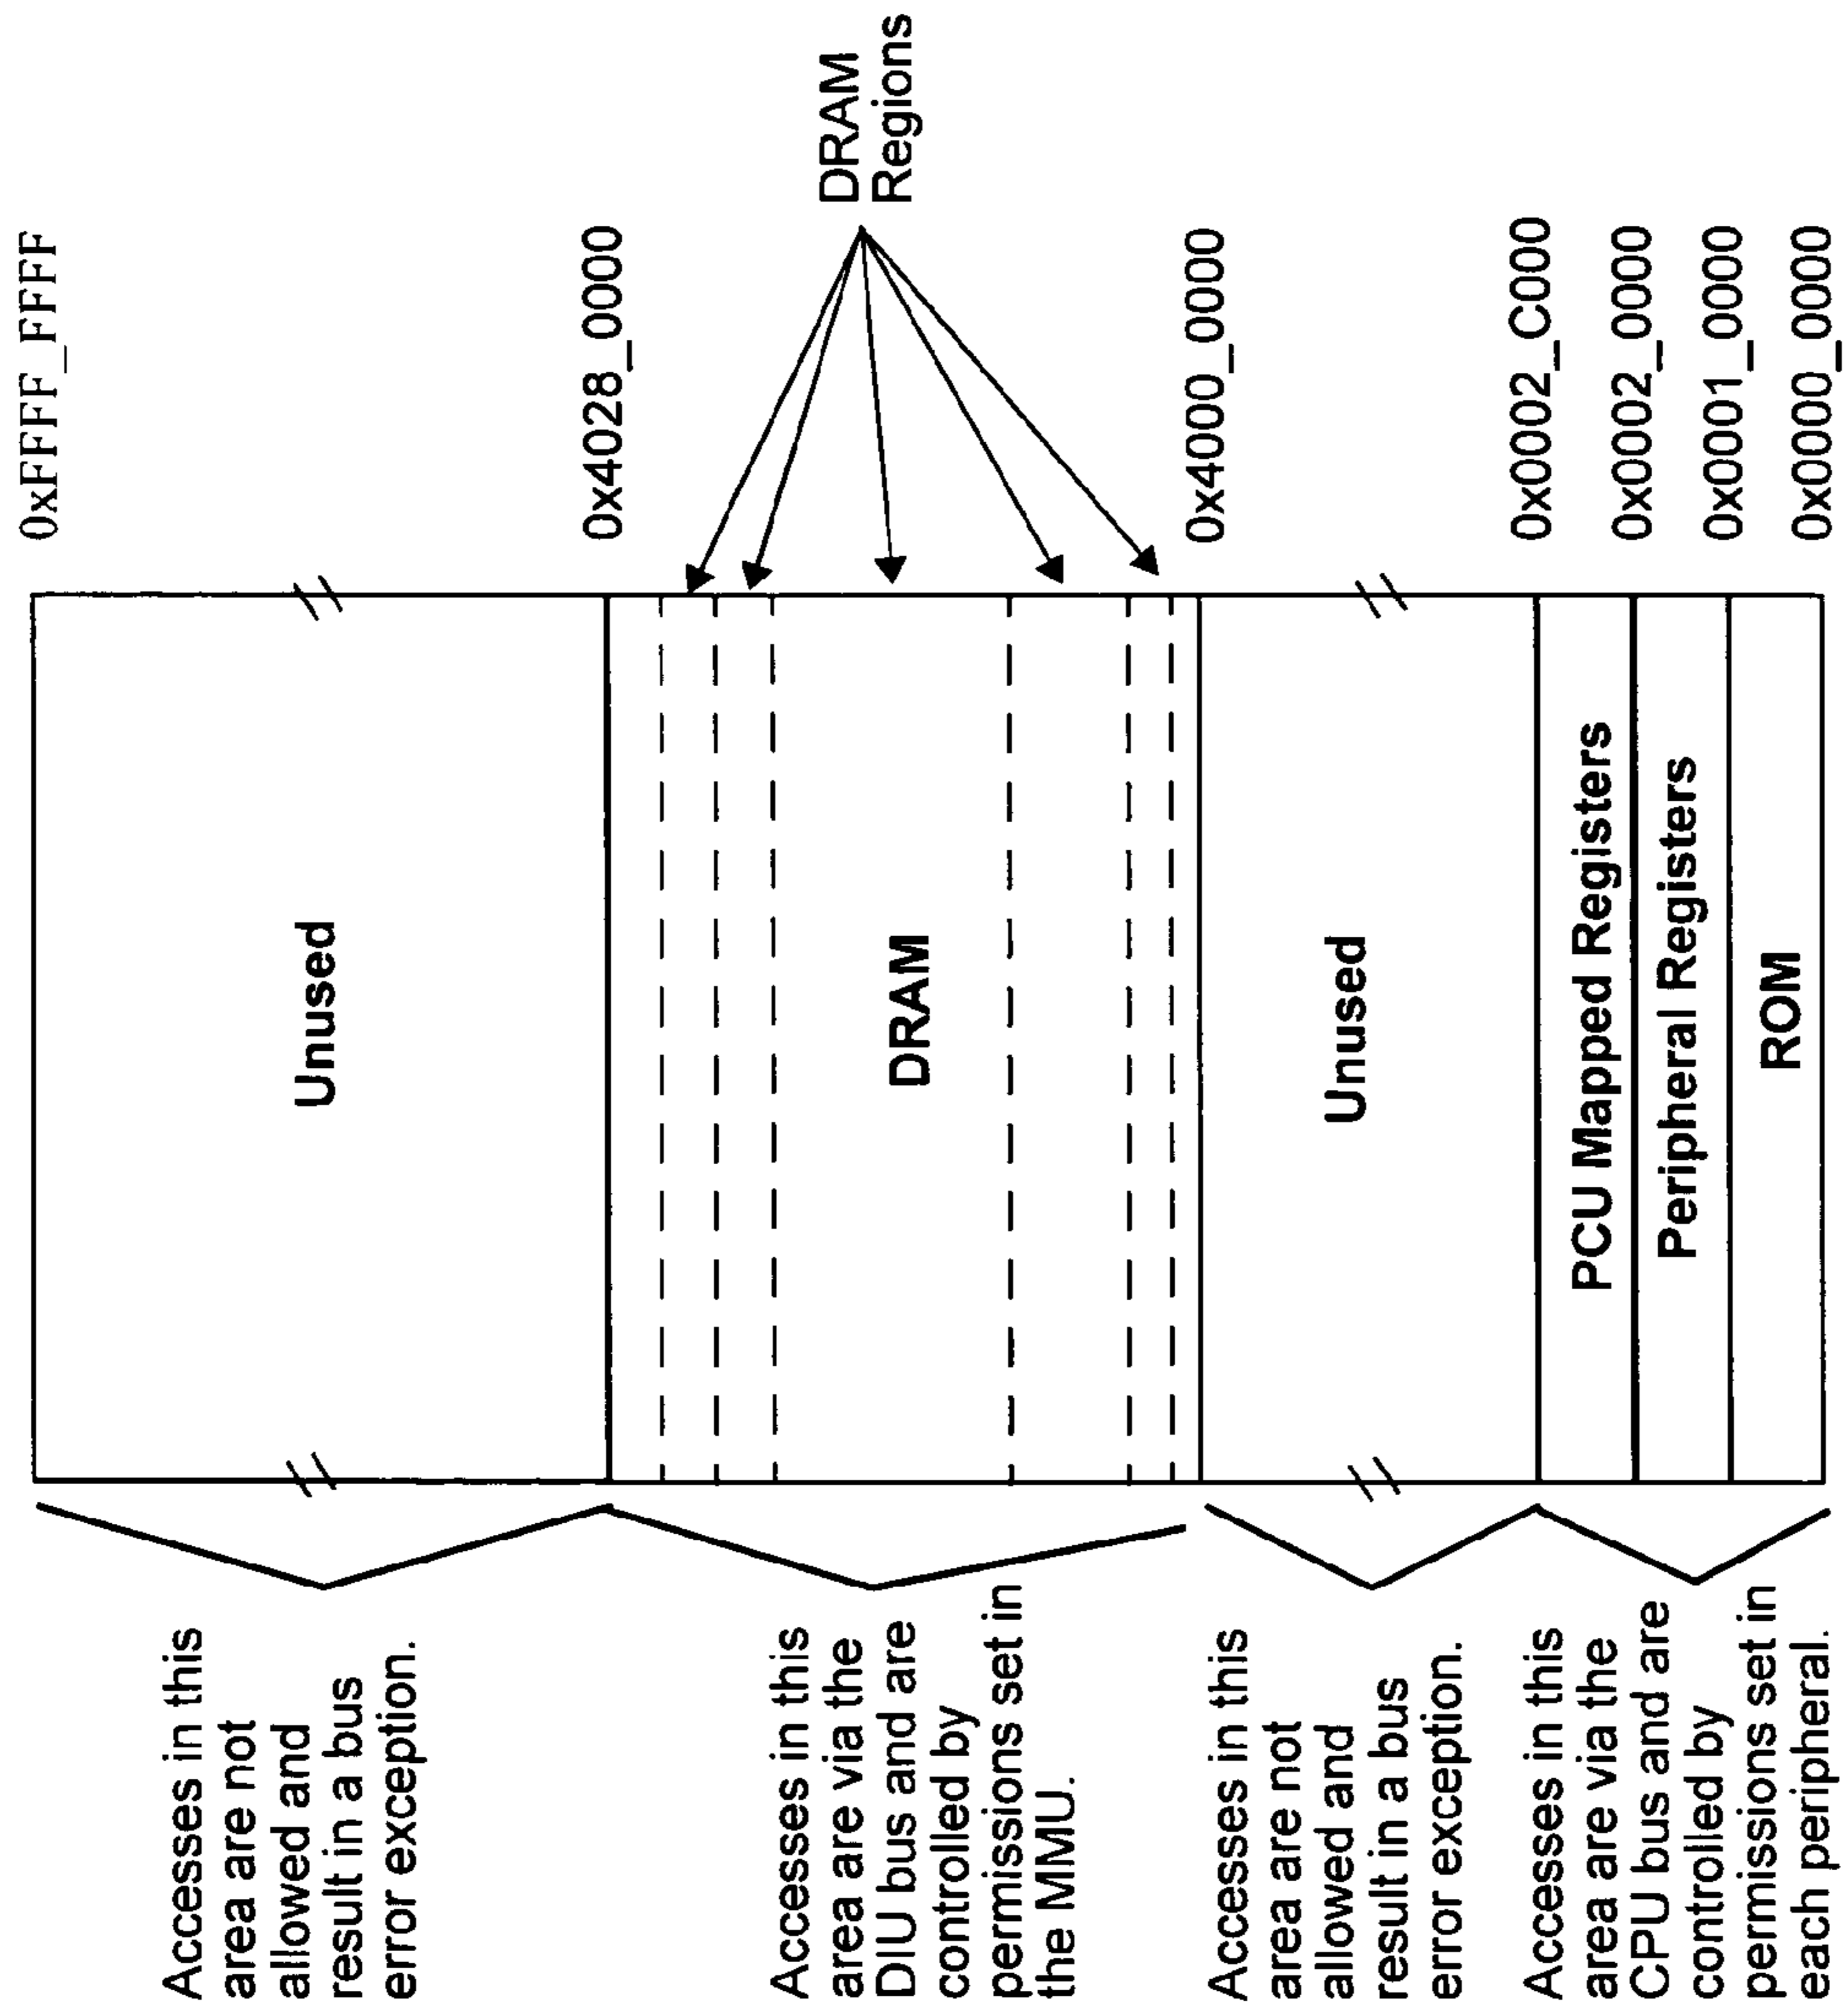 0xFFFF_FFFF
Accesses in this
area are not
allowed and
result in a bus
error exception.
Unused
0x4028_0000
Accesses in this
area are via the
DIU bus and are
controlled by
permissions set in
the MMU.
DRAM
DRAM
Regions
0x4000_0000
Accesses in this
area are not
allowed and
result in a bus
error exception.
Unused
0x0002_C000
Accesses in this
area are via the
CPU bus and are
controlled by
permissions set in
each peripheral.
PCU Mapped Registers
0x0002_0000
Peripheral Registers
0x0001_0000
ROM
0x0000_0000